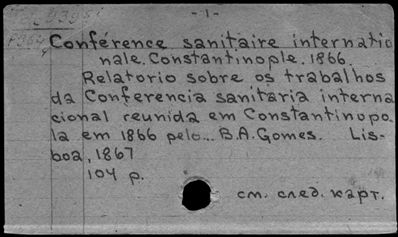 - 1 -
Conférence sanitaire internatio
nale. Constantinople. 1866.
Relatorio sobre os trabalhos
da Conferencia sanitaria interna
cional reunida em Constantinopo
la em 1866 pelo... B.A. Gomes. Lis-
boa, 1867
104 p.
см. след. карт.